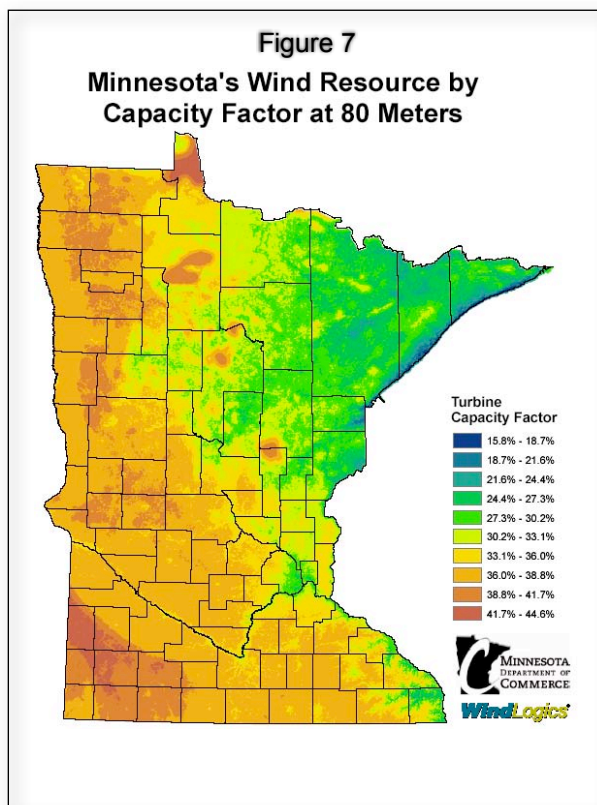 Figure 7
Minnesota's Wind Resource by
Capacity Factor at 80 Meters
Turbine
Capacity Factor
15.8% - 18.7%
18.7% - 21.6%
21.6% - 24.4%
24.4% - 27.3%
27.3% - 30.2%
30.2% - 33.1%
33.1% - 36.0%
36.0% - 38.8%
38.8% - 41.7%
41.7% - 44.6%
MINNESOTA
DEPARTMENT OF
COMMERCE
WindLogics